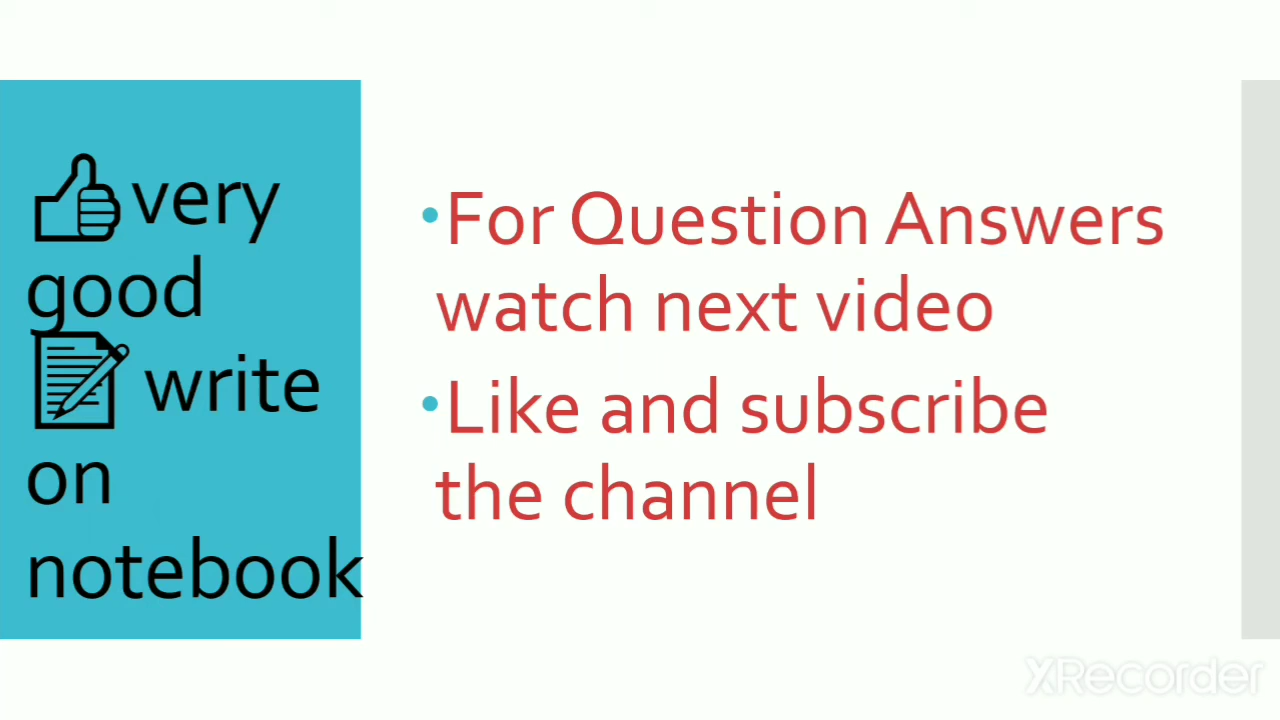 👍very
good
📝 write
on
notebook
•For Question Answers
watch next video
•Like and subscribe
the channel
XRecorder